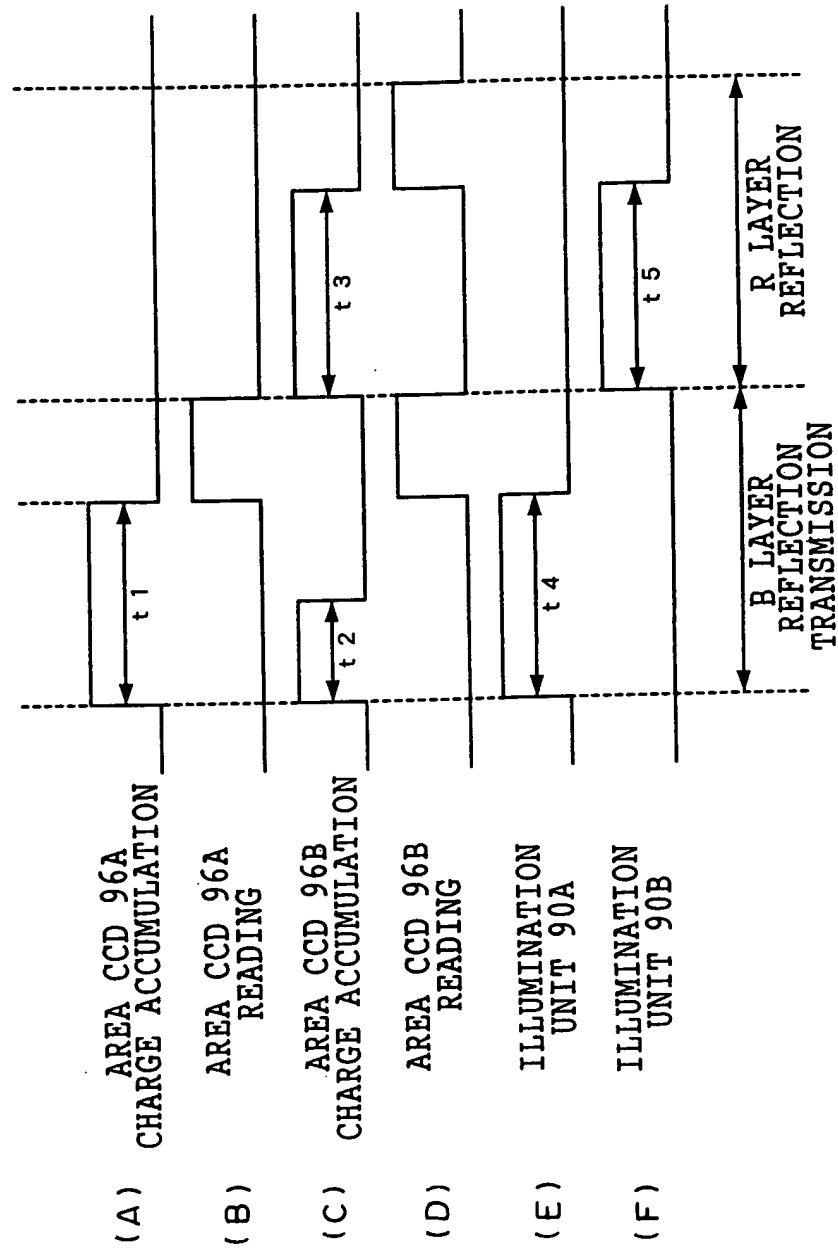 (A)
AREA CCD 96A
CHARGE ACCUMULATION
t1
(B)
AREA CCD 96A
READING
(C)
AREA CCD 96B
CHARGE ACCUMULATION
t2
t3
(D)
AREA CCD 96B
READING
(E)
ILLUMINATION
UNIT 90A
t4
(F)
ILLUMINATION
UNIT 90B
t5
B LAYER
REFLECTION
TRANSMISSION
R LAYER
REFLECTION